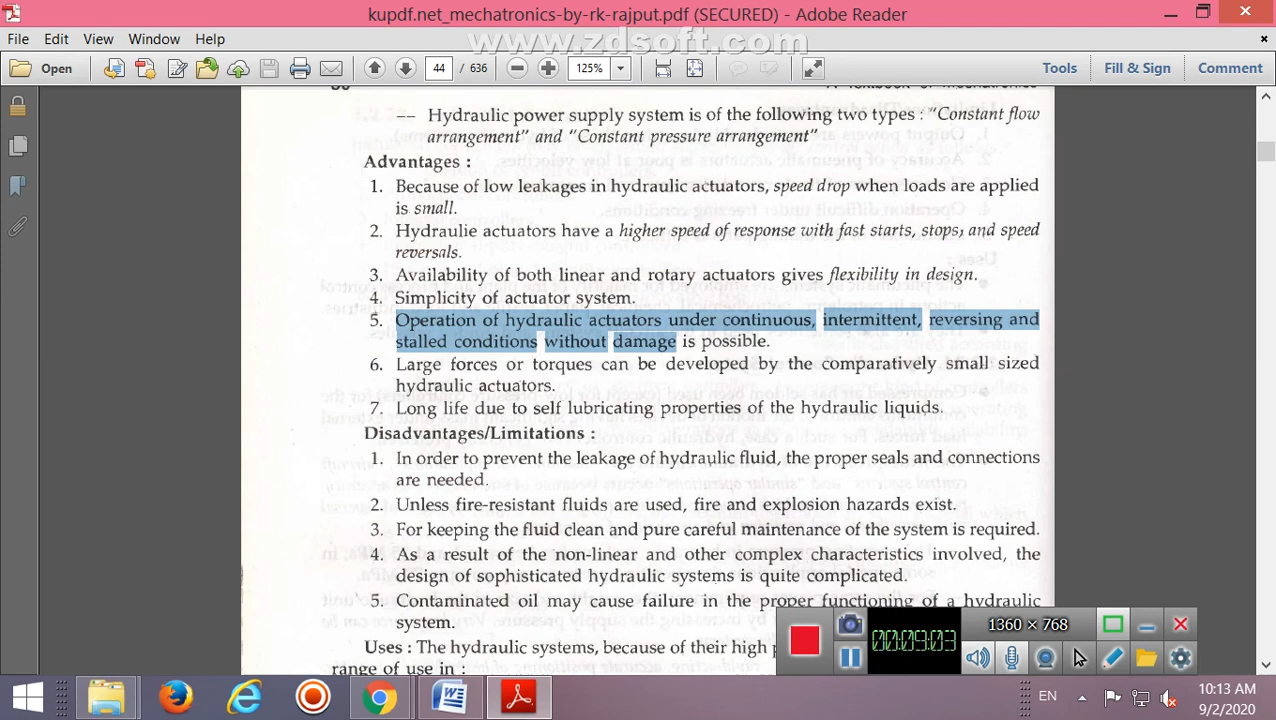 kupdf.net_mechatronics-by-rk-rajput.pdf (SECURED) - Adobe Reader
www.zdsoft.com
File Edit View Window Help
Open 44 / 636 125% Tools Fill & Sign Comment
-- Hydraulic power supply system is of the following two types : "Constant flow
arrangement" and "Constant pressure arrangement"
Advantages :
1. Because of low leakages in hydraulic actuators, speed drop when loads are applied
is small.
2. Hydraulie actuators have a higher speed of response with fast starts, stops, and speed
reversals.
3. Availability of both linear and rotary actuators gives flexibility in design.
4. Simplicity of actuator system.
5. Operation of hydraulic actuators under continuous, intermittent, reversing and
stalled conditions without damage is possible.
6. Large forces or torques can be developed by the comparatively small sized
hydraulic actuators.
7. Long life due to self lubricating properties of the hydraulic liquids.
Disadvantages/Limitations :
1. In order to prevent the leakage of hydraulic fluid, the proper seals and connections
are needed.
2. Unless fire-resistant fluids are used, fire and explosion hazards exist.
3. For keeping the fluid clean and pure careful maintenance of the system is required.
4. As a result of the non-linear and other complex characteristics involved, the
design of sophisticated hydraulic systems is quite complicated.
5. Contaminated oil may cause failure in the proper functioning of a hydraulic
system.
Uses : The hydraulic systems, because of their high p
range of use in :
00:09:03
1360 × 768
EN
10:13 AM
9/2/2020